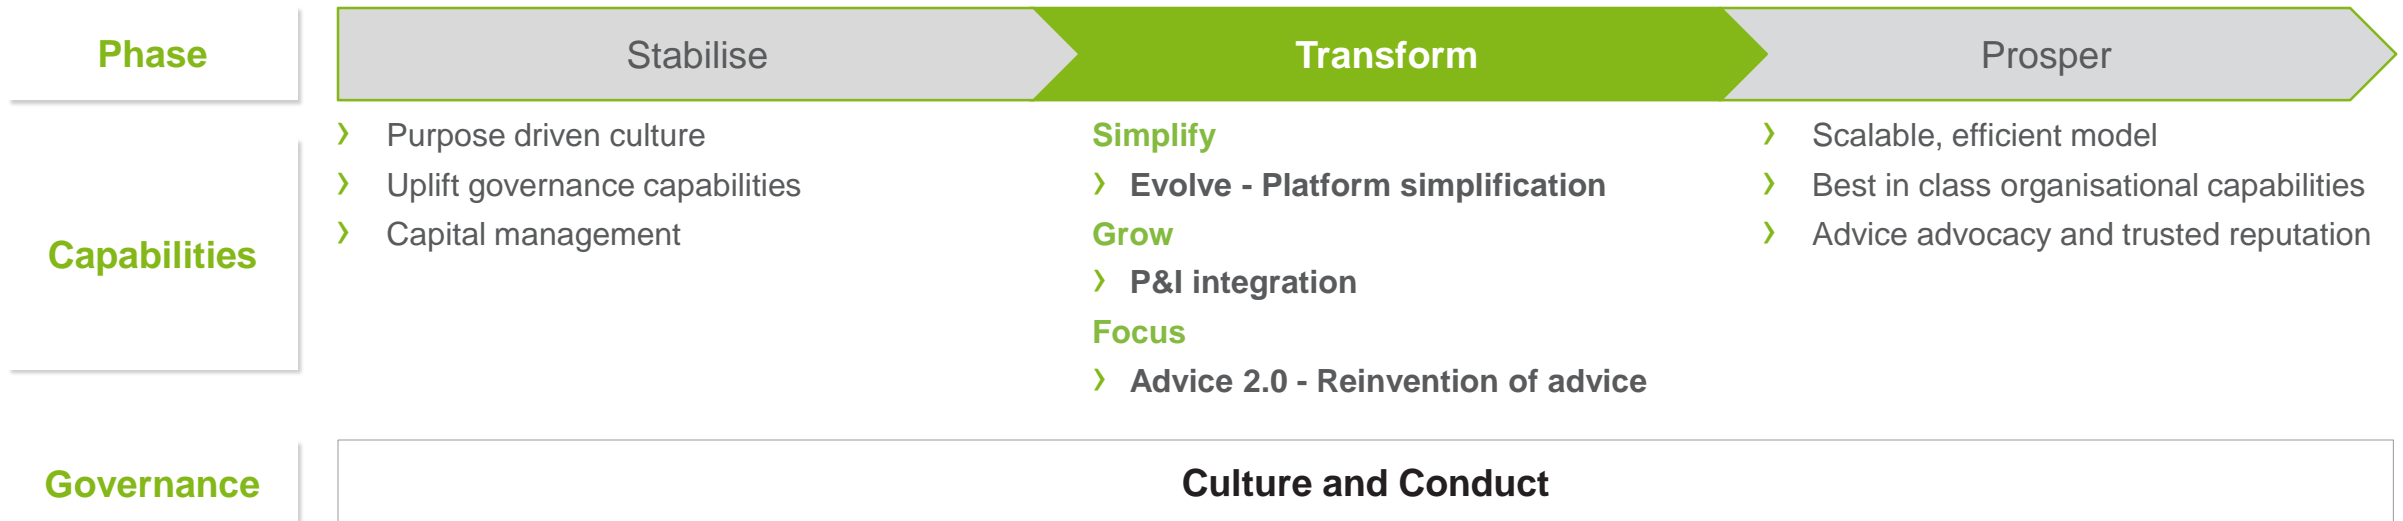 Phase
Stabilise
Transform
Prosper
Capabilities
› Purpose driven culture
› Uplift governance capabilities
› Capital management
Simplify
› Evolve - Platform simplification
Grow
› P&I integration
Focus
› Advice 2.0 - Reinvention of advice
› Scalable, efficient model
› Best in class organisational capabilities
› Advice advocacy and trusted reputation
Governance
Culture and Conduct